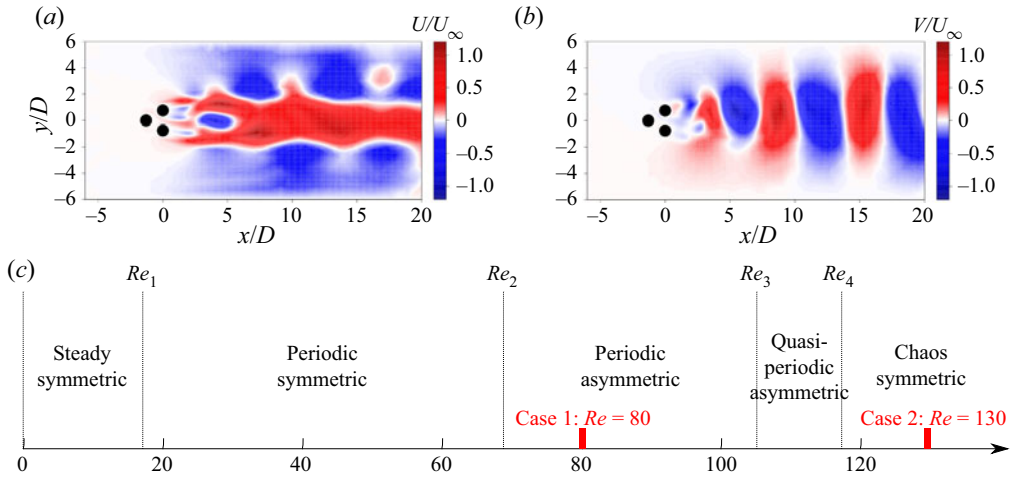 (a)
U/U∞
6
4
2
0
−2
−4
−6
y/D
−5
0
5
10
15
20
x/D
1.0
0.5
0
−0.5
−1.0
(b)
V/U∞
6
4
2
0
−2
−4
−6
−5
0
5
10
15
20
x/D
1.0
0.5
0
−0.5
−1.0
(c)
Re1
Re2
Re3
Re4
Steady
symmetric
Periodic
symmetric
Periodic
asymmetric
Quasi-
periodic
asymmetric
Chaos
symmetric
Case 1: Re = 80
Case 2: Re = 130
0
20
40
60
80
100
120